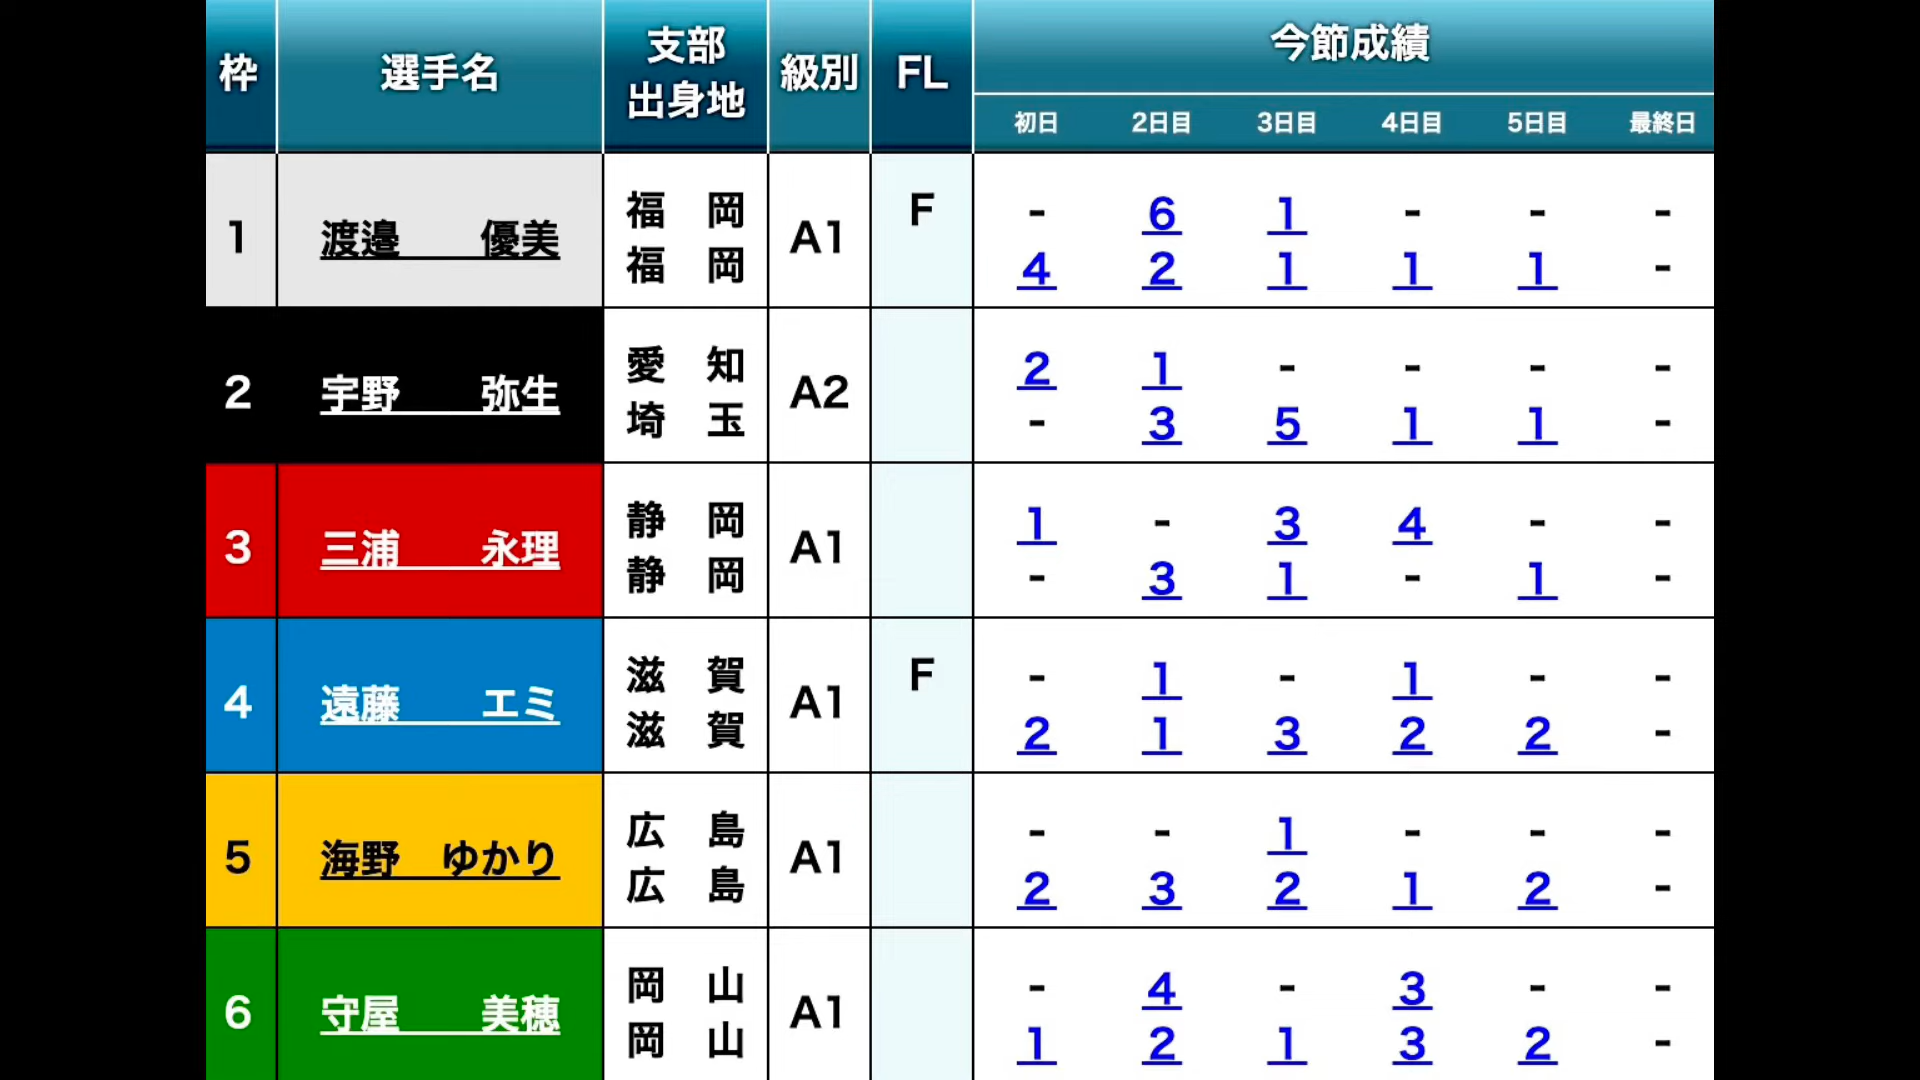 枠 選手名 支部 出身地 級別 FL 今節成績
初日 2日目 3日目 4日目 5日目 最終日
1 渡邉 優美 福岡 A1 F - 6 1 - - -
福岡 4 2 1 1 1 -
2 宇野 弥生 愛知 A2 2 1 - - - -
埼玉 - 3 5 1 1 -
3 三浦 永理 静岡 A1 1 - 3 4 - -
静岡 - 3 1 - 1 -
4 遠藤 エミ 滋賀 A1 F - 1 - 1 - -
滋賀 2 1 3 2 2 -
5 海野 ゆかり 広島 A1 - - 1 - - -
広島 2 3 2 1 2 -
6 守屋 美穂 岡山 A1 - 4 - 3 - -
岡山 1 2 1 3 2 -